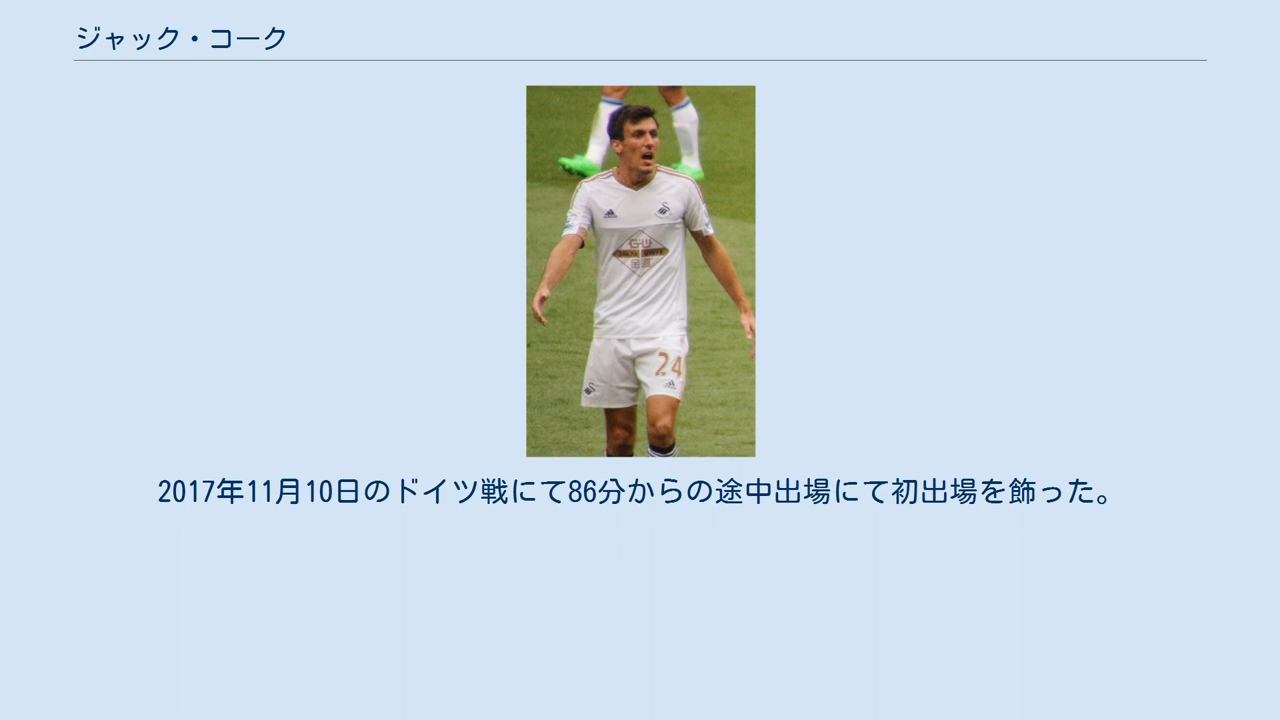 ジャック・コーク
24
2017年11月10日のドイツ戦にて86分からの途中出場にて初出場を飾った。